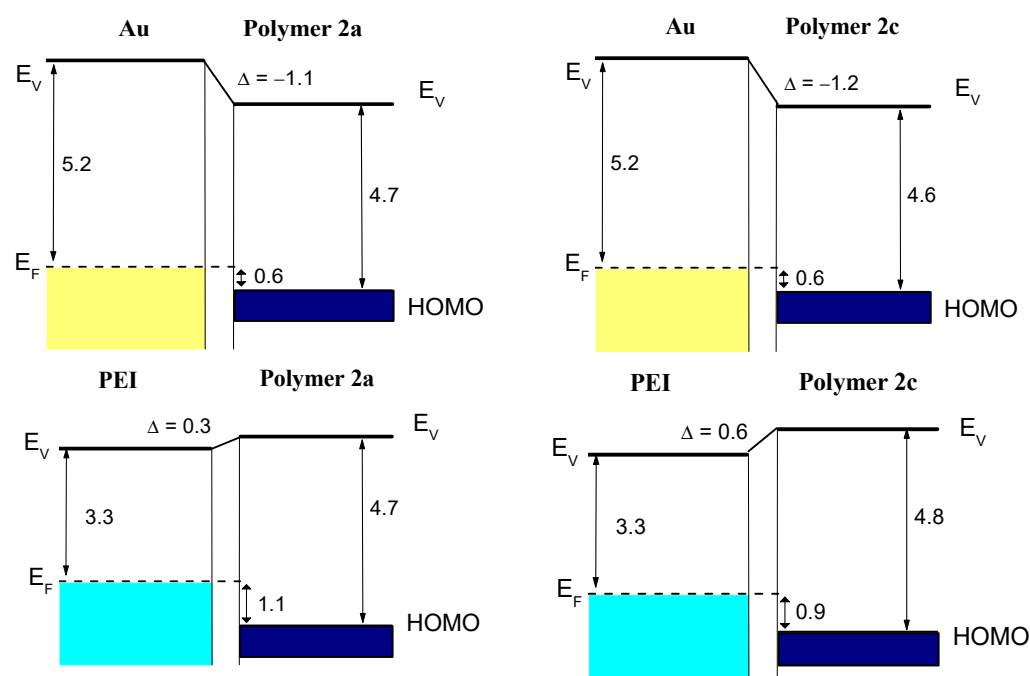 Au Polymer 2a
E_V
Δ = −1.1
E_V
5.2
4.7
E_F
0.6
HOMO
Au Polymer 2c
E_V
Δ = −1.2
E_V
5.2
4.6
E_F
0.6
HOMO
PEI Polymer 2a
Δ = 0.3
E_V
E_V
3.3
4.7
E_F
1.1
HOMO
PEI Polymer 2c
Δ = 0.6
E_V
E_V
3.3
4.8
E_F
0.9
HOMO